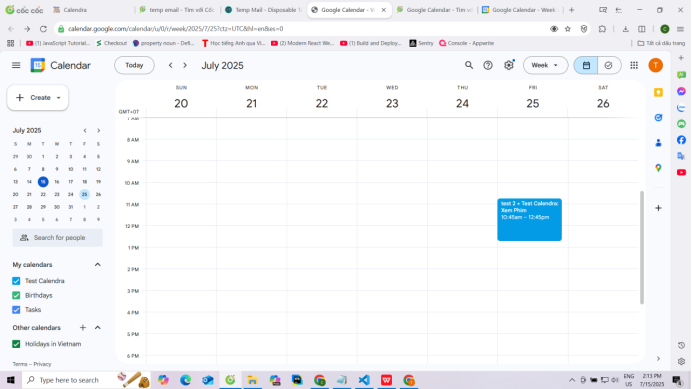 cốc cốc
Calendra
temp email - Tìm với Cốc
Temp Mail - Disposable T
Google Calendar - V
Google Calendar - Tìm vớ
Google Calendar - Week
calendar.google.com/calendar/u/0/r/week/2025/7/25?ctz=UTC&hl=en&es=0
(1) JavaScript Tutorial...
Checkout
property noun - Defi...
Học tiếng Anh qua Vi...
(2) Modern React We...
(1) Build and Deploy...
Sentry
Console - Appwrite
Tất cả dấu trang
Calendar
Today
July 2025
Week
T
Create
SUN
MON
TUE
WED
THU
FRI
SAT
20
21
22
23
24
25
26
GMT+07
July 2025
S M T W T F S
29 30 1 2 3 4 5
6 7 8 9 10 11 12
13 14 15 16 17 18 19
20 21 22 23 24 25 26
27 28 29 30 31 1 2
3 4 5 6 7 8 9
Search for people
My calendars
Test Calendra
Birthdays
Tasks
Other calendars
Holidays in Vietnam
Terms – Privacy
7 AM
8 AM
9 AM
10 AM
11 AM
12 PM
1 PM
2 PM
3 PM
4 PM
5 PM
6 PM
test 2 + Test Calendra:
Xem Phim
10:45am – 12:45pm
Type here to search
ENG
US
2:13 PM
7/15/2025